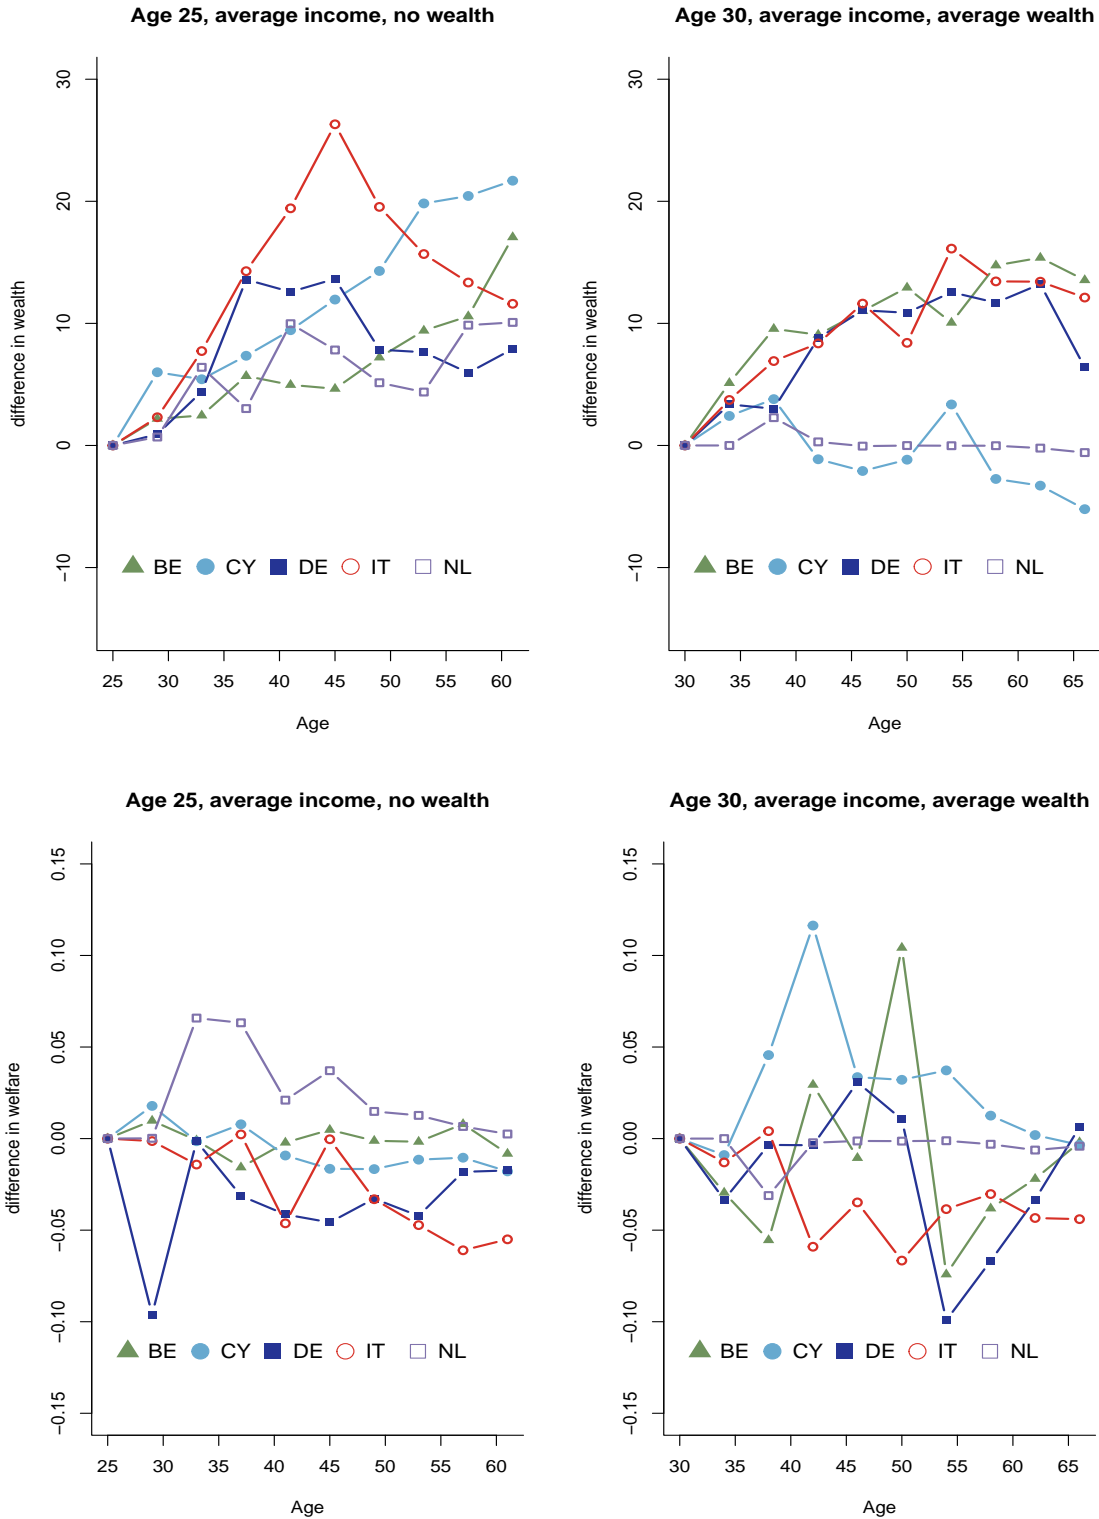 Age 25, average income, no wealth
difference in wealth
30
20
10
0
−10
BE CY DE IT NL
25 30 35 40 45 50 55 60
Age
Age 30, average income, average wealth
difference in wealth
30
20
10
0
−10
BE CY DE IT NL
30 35 40 45 50 55 60 65
Age
Age 25, average income, no wealth
difference in welfare
0.15
0.10
0.05
0.00
−0.05
−0.10
−0.15
BE CY DE IT NL
25 30 35 40 45 50 55 60
Age
Age 30, average income, average wealth
difference in welfare
0.15
0.10
0.05
0.00
−0.05
−0.10
−0.15
BE CY DE IT NL
30 35 40 45 50 55 60 65
Age